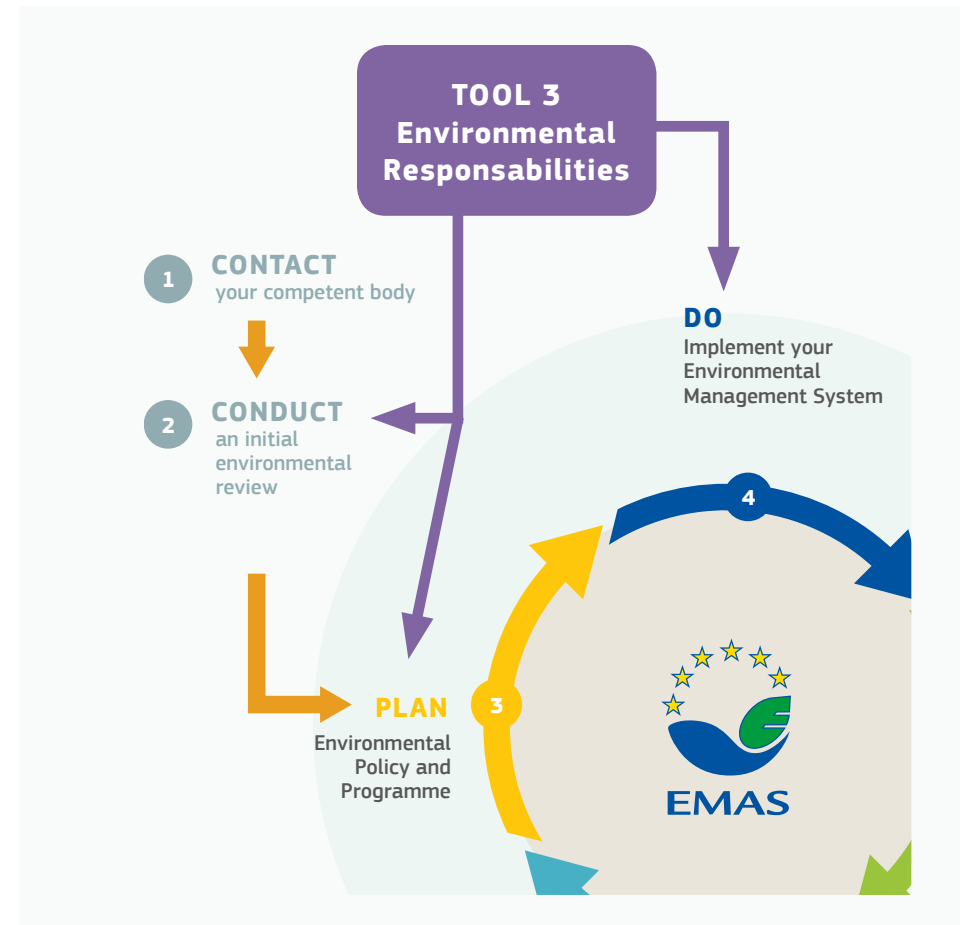 TOOL 3
Environmental
Responsabilities
1
CONTACT
your competent body
2
CONDUCT
an initial
environmental
review
DO
Implement your
Environmental
Management System
4
3
PLAN
Environmental
Policy and
Programme
EMAS